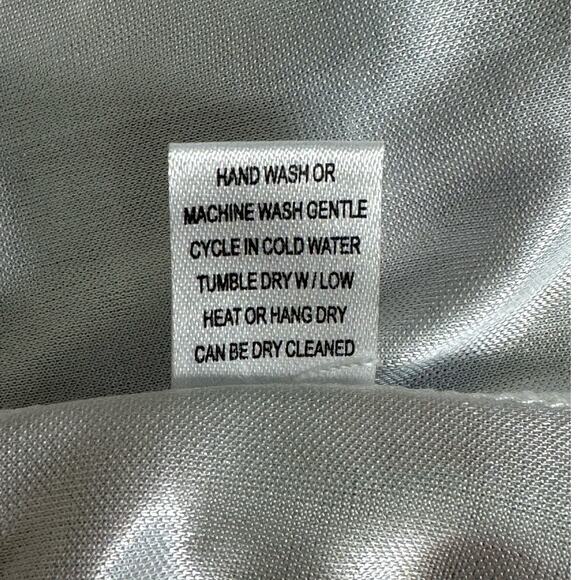 HAND WASH OR
MACHINE WASH GENTLE
CYCLE IN COLD WATER
TUMBLE DRY W/LOW
HEAT OR HANG DRY
CAN BE DRY CLEANED